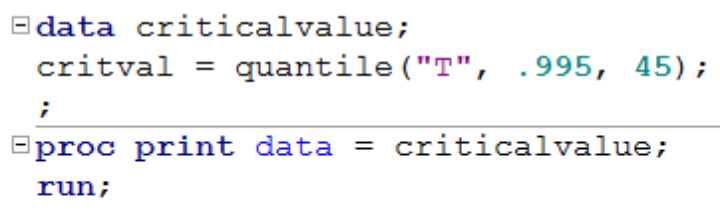 data criticalvalue;
critval = quantile("T", .995, 45);
;
proc print data = criticalvalue;
run;